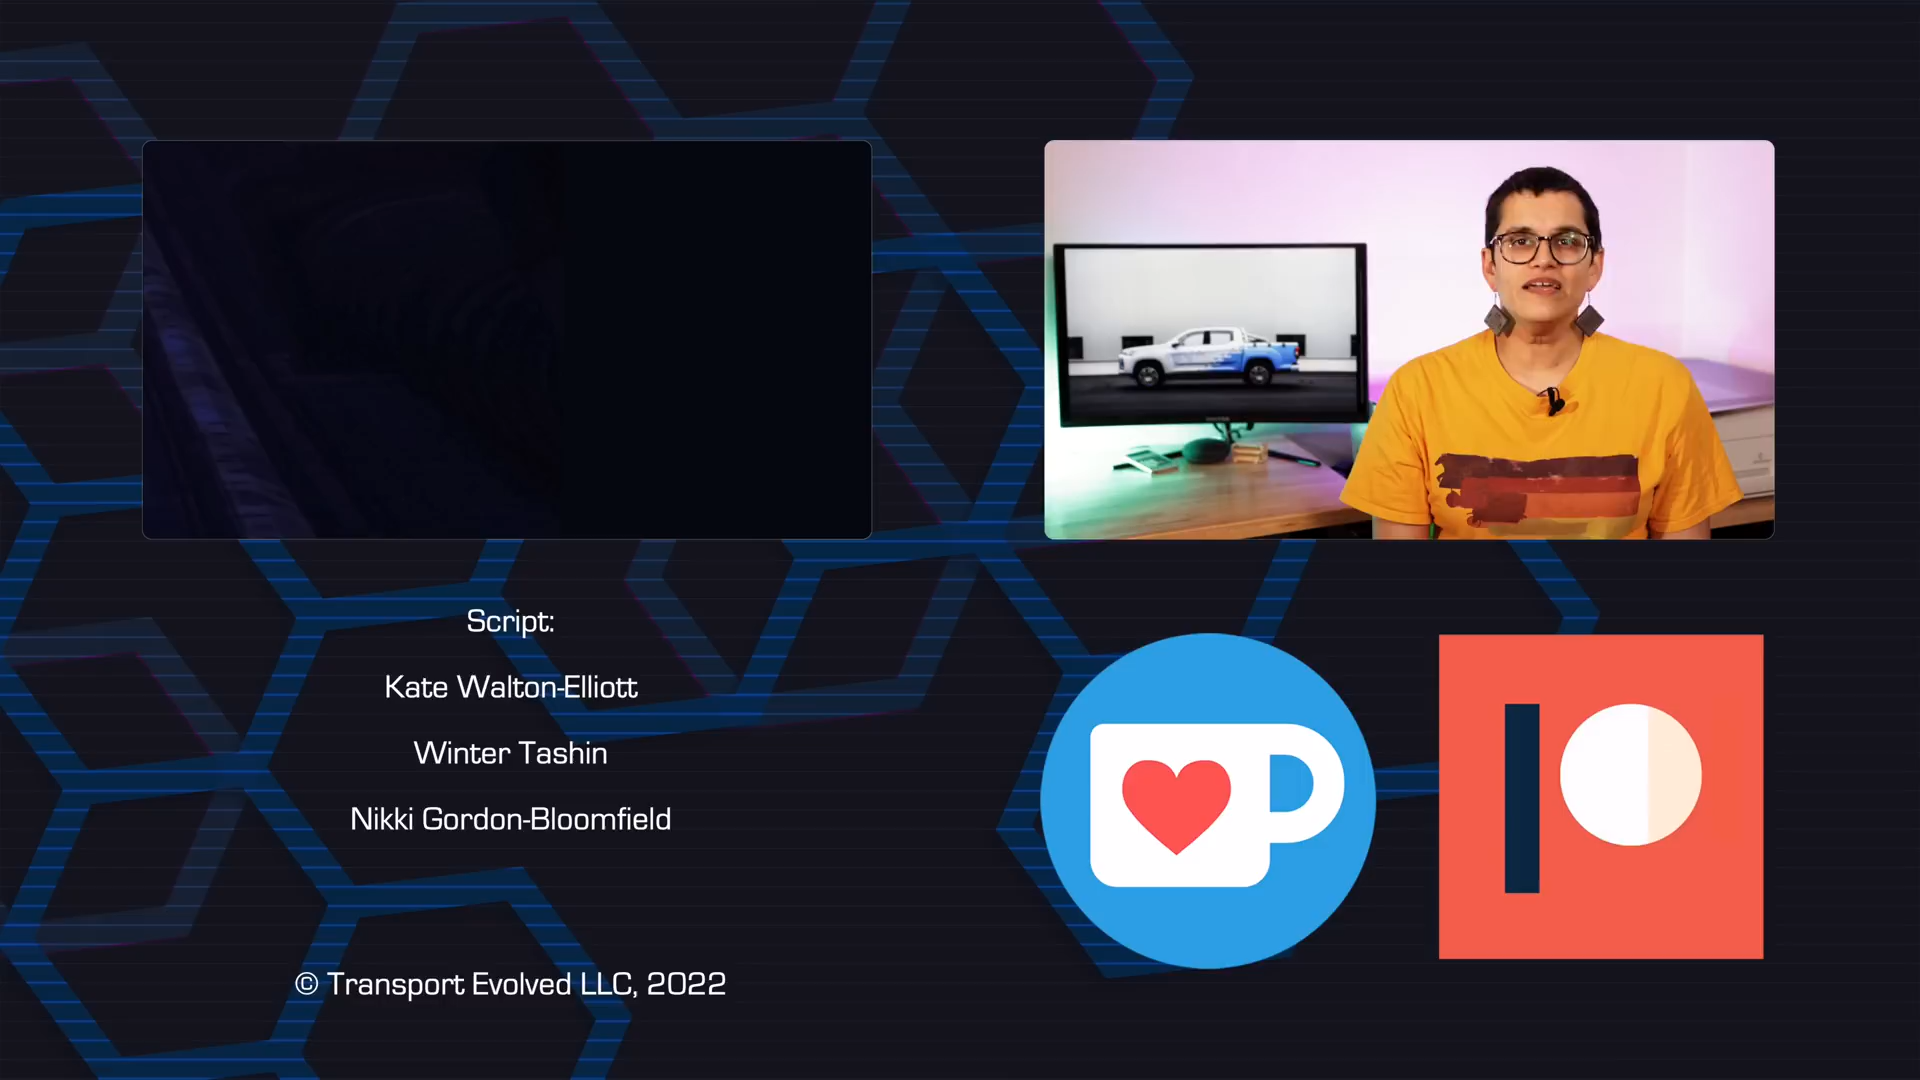 Script:
Kate Walton-Elliott
Winter Tashin
Nikki Gordon-Bloomfield
© Transport Evolved LLC, 2022